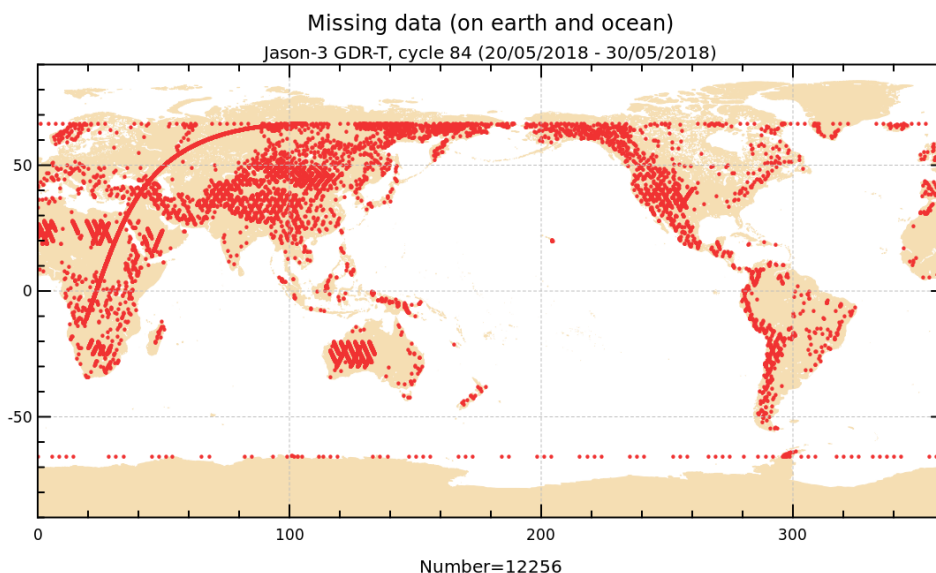 Missing data (on earth and ocean)
Jason-3 GDR-T, cycle 84 (20/05/2018 - 30/05/2018)
50
0
-50
0 100 200 300
Number=12256